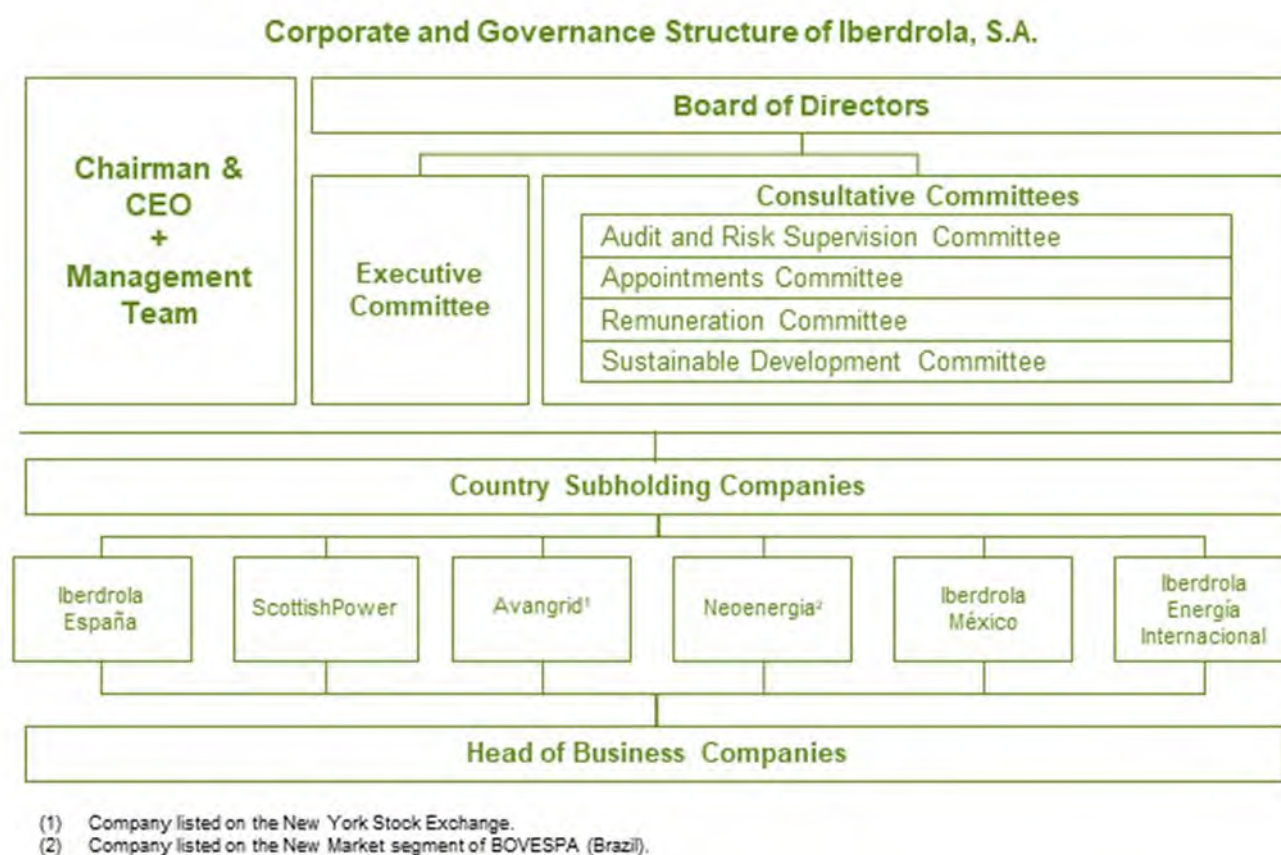 Corporate and Governance Structure of Iberdrola, S.A.
Chairman &
CEO
+
Management
Team
Board of Directors
Executive
Committee
Consultative Committees
Audit and Risk Supervision Committee
Appointments Committee
Remuneration Committee
Sustainable Development Committee
Country Subholding Companies
Iberdrola
España
ScottishPower
Avangrid¹
Neoenergia²
Iberdrola
México
Iberdrola
Energía
Internacional
Head of Business Companies
(1) Company listed on the New York Stock Exchange.
(2) Company listed on the New Market segment of BOVESPA (Brazil).